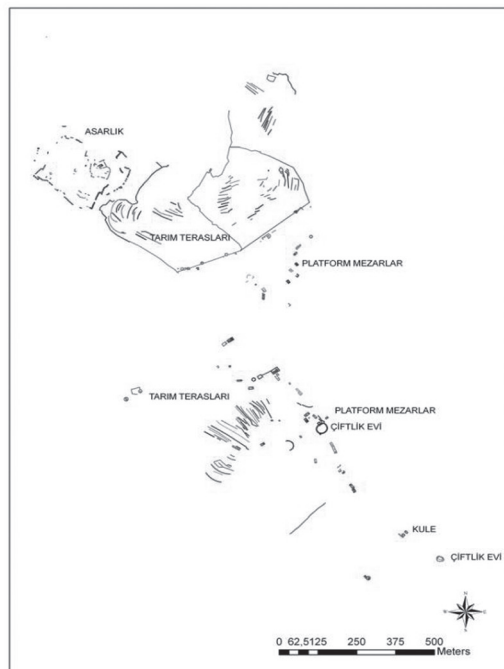 ASARLIK
TARIM TERASLARI
PLATFORM MEZARLAR
TARIM TERASLARI
PLATFORM MEZARLAR
ÇİFTLİK EVİ
KULE
ÇİFTLİK EVİ
N
W E
S
0 62,5125 250 375 500
Meters